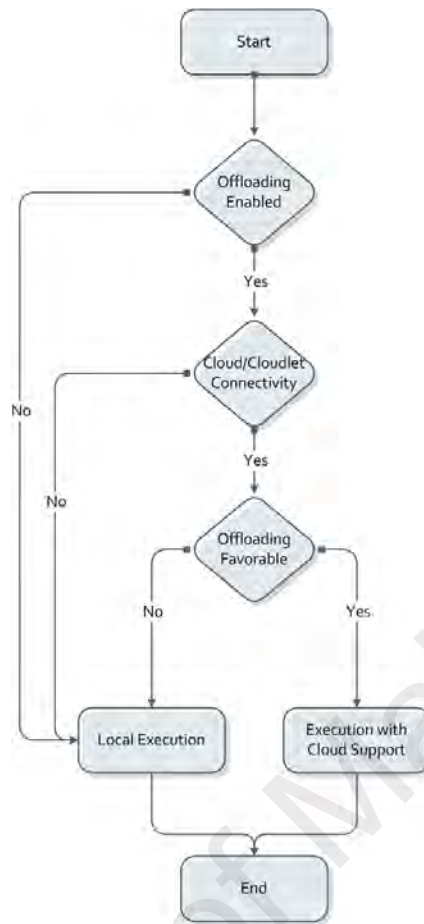 Start
Offloading
Enabled
Yes
Cloud/Cloudlet
Connectivity
No
Yes
No
Offloading
Favorable
No
Yes
Local Execution
Execution with
Cloud Support
End